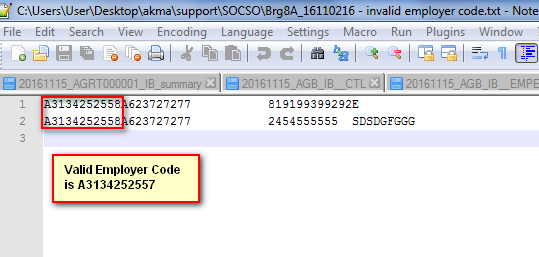 C:\Users\User\Desktop\akma\support\SOCSO\Brg8A_16110216 - invalid employer code.txt - Note
File Edit Search View Encoding Language Settings Macro Run Plugins Window ?
20161115_AGRT000001_IB_summary 20161115_AGB_IB__CTL 20161115_AGB_IB__EMPE
1 A3134252558A623727277 819199399292E
2 A3134252558A623727277 2454555555 SDSDGFGGG
3
Valid Employer Code
is A3134252557